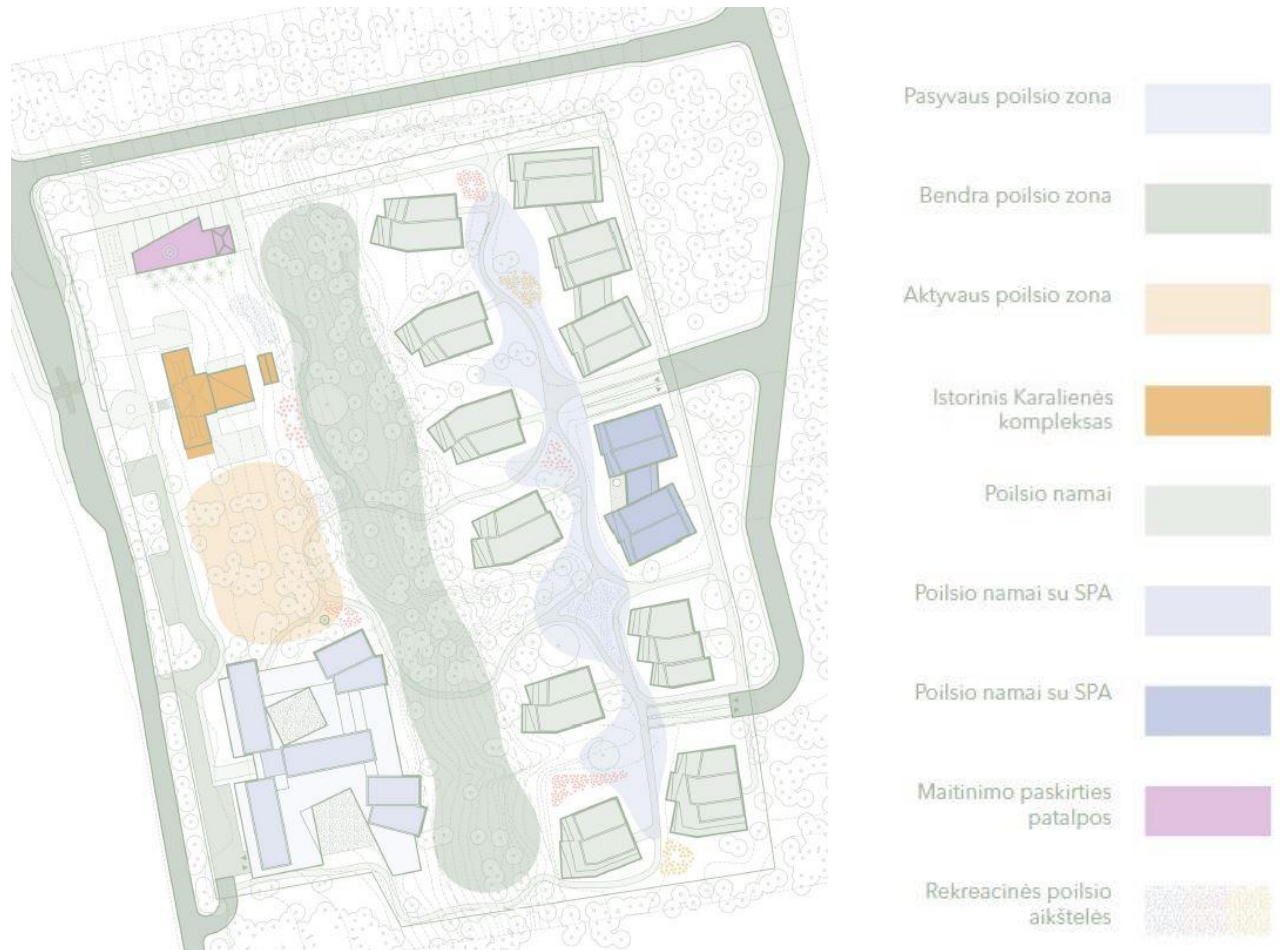 Pasyvaus poilsio zona
Bendra poilsio zona
Aktyvaus poilsio zona
Istorinis Karalienės
kompleksas
Poilsio namai
Poilsio namai su SPA
Poilsio namai su SPA
Maitinimo paskirties
patalpos
Rekreacinės poilsio
aikštelės